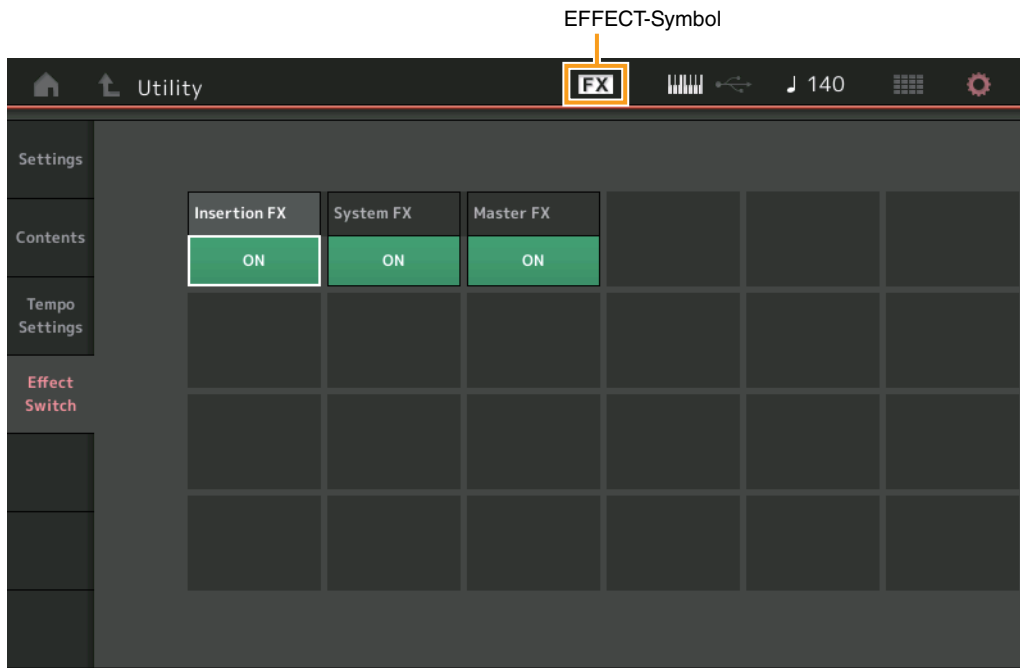 EFFECT-Symbol
Utility
FX
♩ 140
Settings
Contents
Tempo
Settings
Effect
Switch
Insertion FX
System FX
Master FX
ON
ON
ON